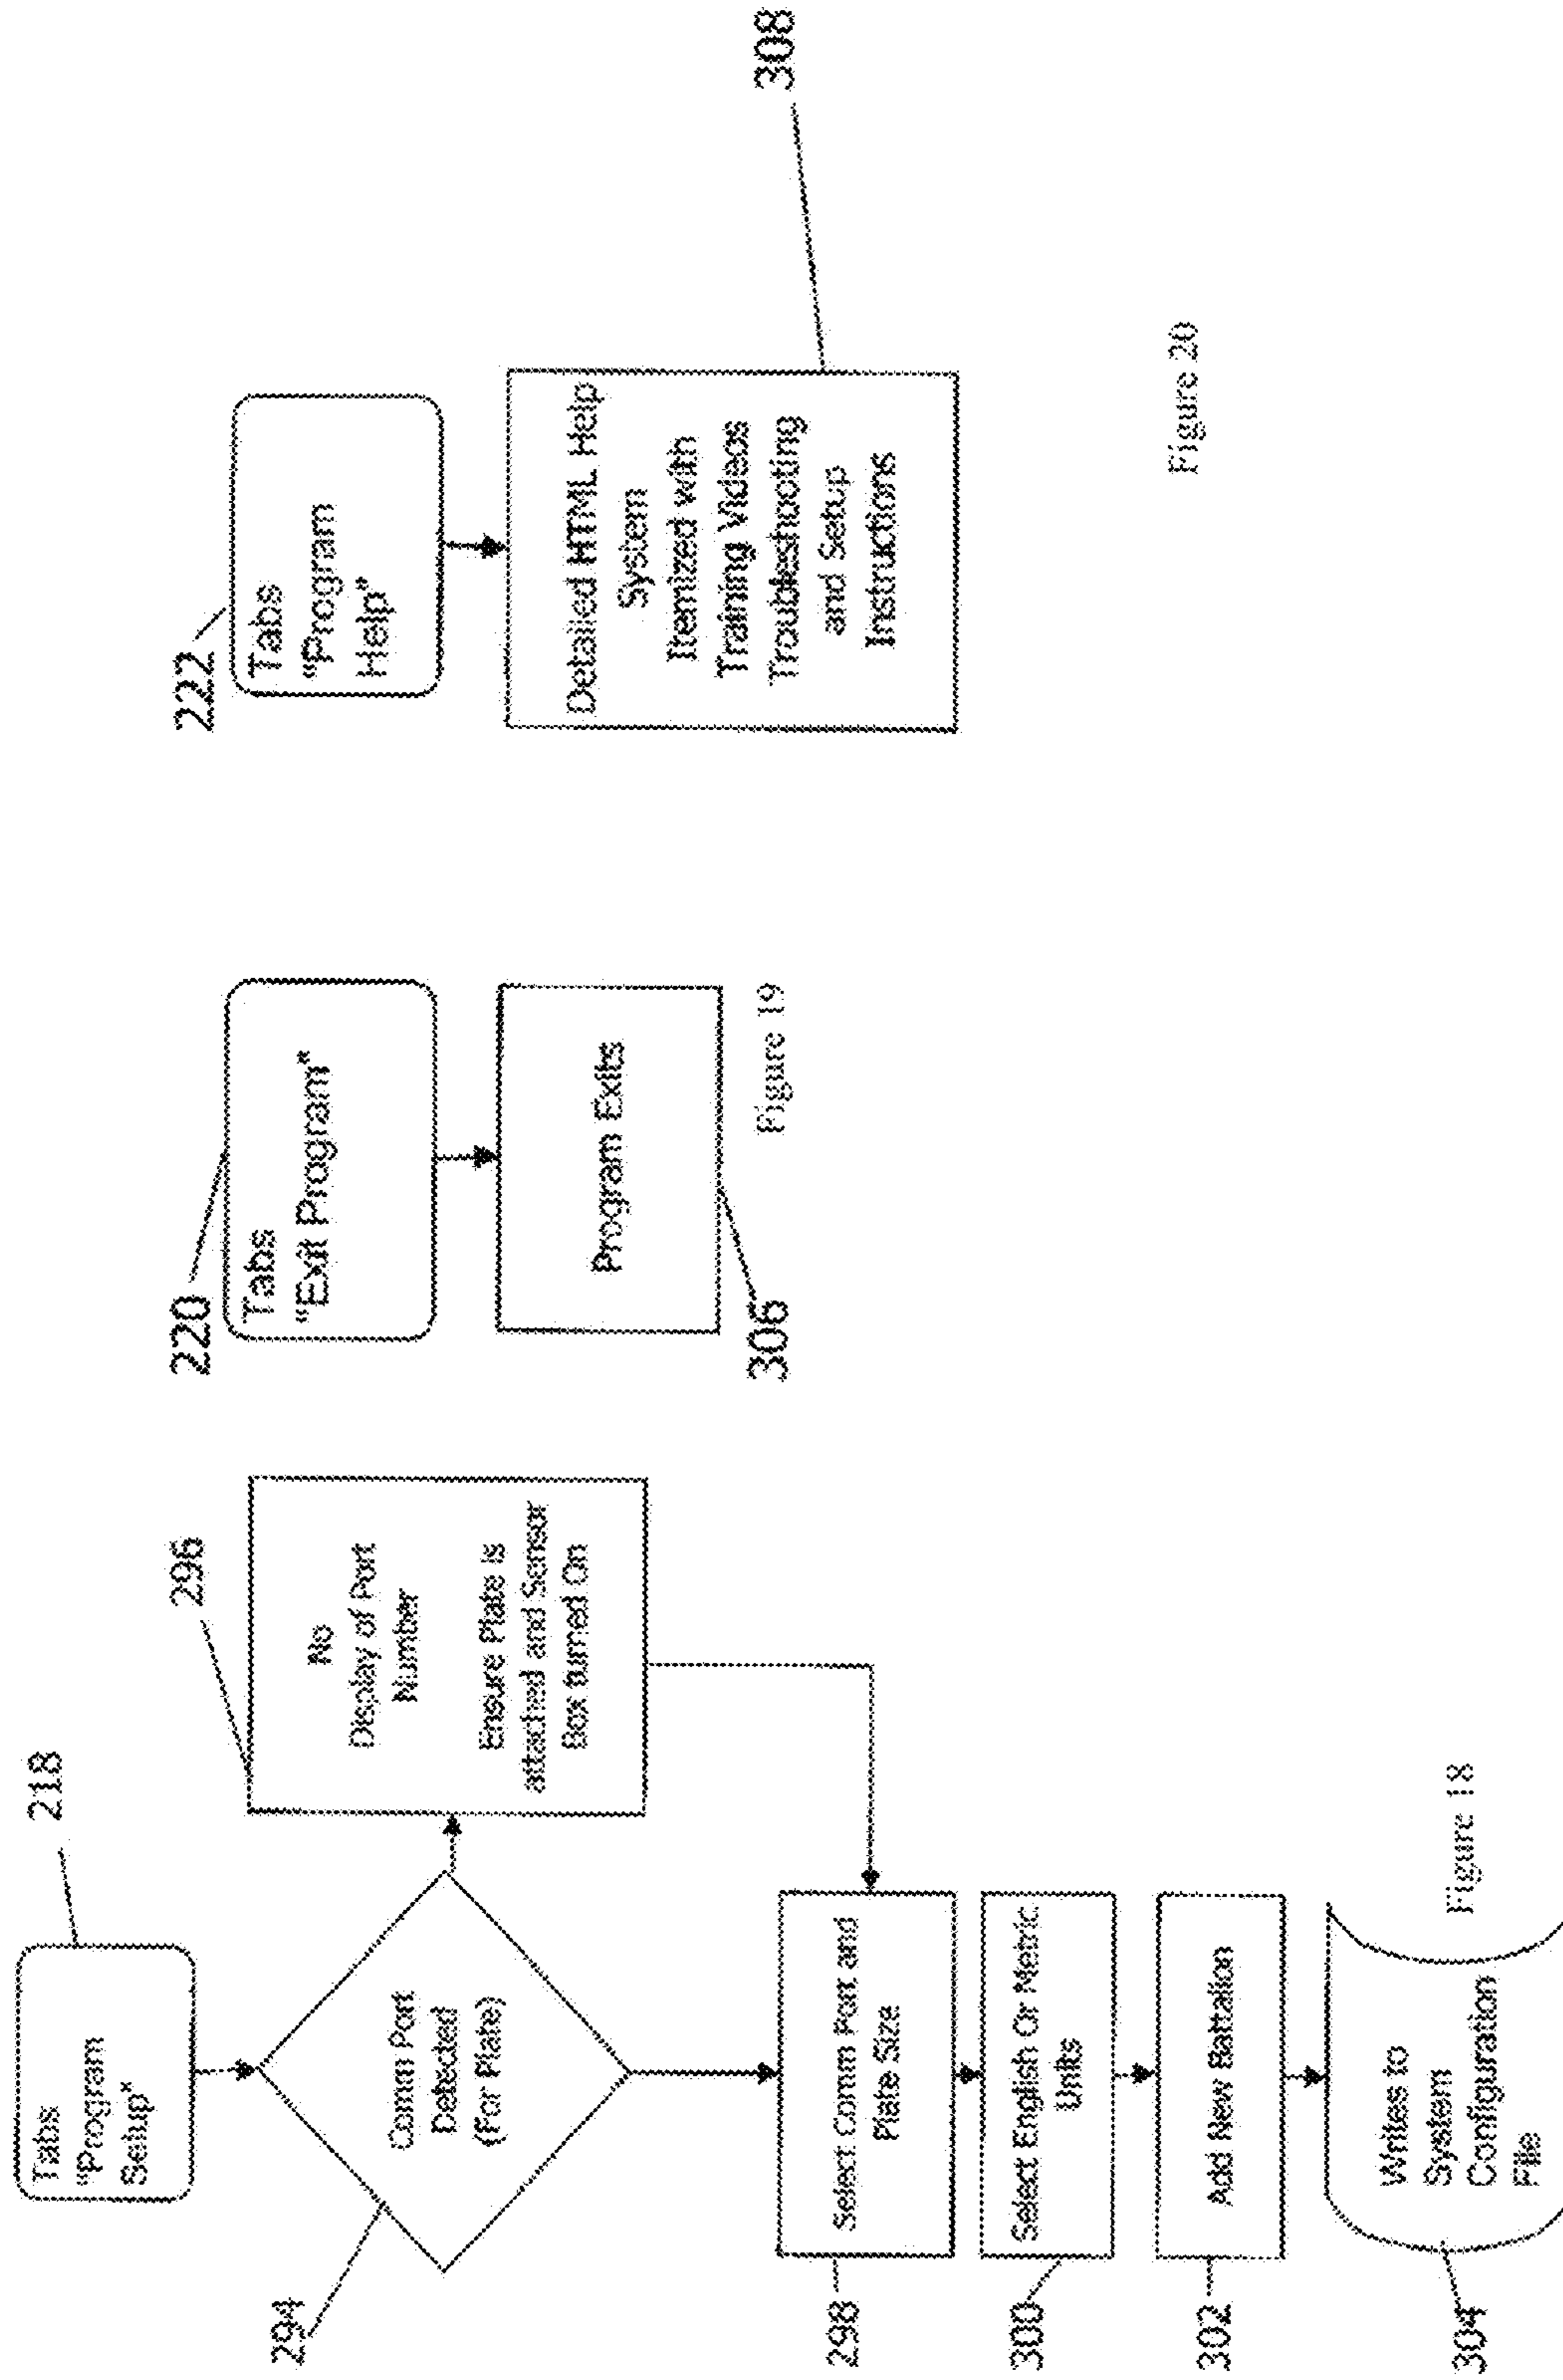 218
Tabs
"Program
Setup"
294
Comm Port
Detected
(For Plate)
296
No
Display of Port
Number
Ensure Plate is
attached and Sensor
Box turned On
298
Select Comm Port and
Plate Size
300
Select English Or Metric
Units
302
Add New Battalion
304
Writes to
System
Configuration
File
Figure 18
220
Tabs
"Exit Program"
Program Exits
306
Figure 19
222
Tabs
"Program
Help"
Detailed HTML Help
System
Itemized with
Training Videos
Troubleshooting
and Setup
Instructions
308
Figure 20